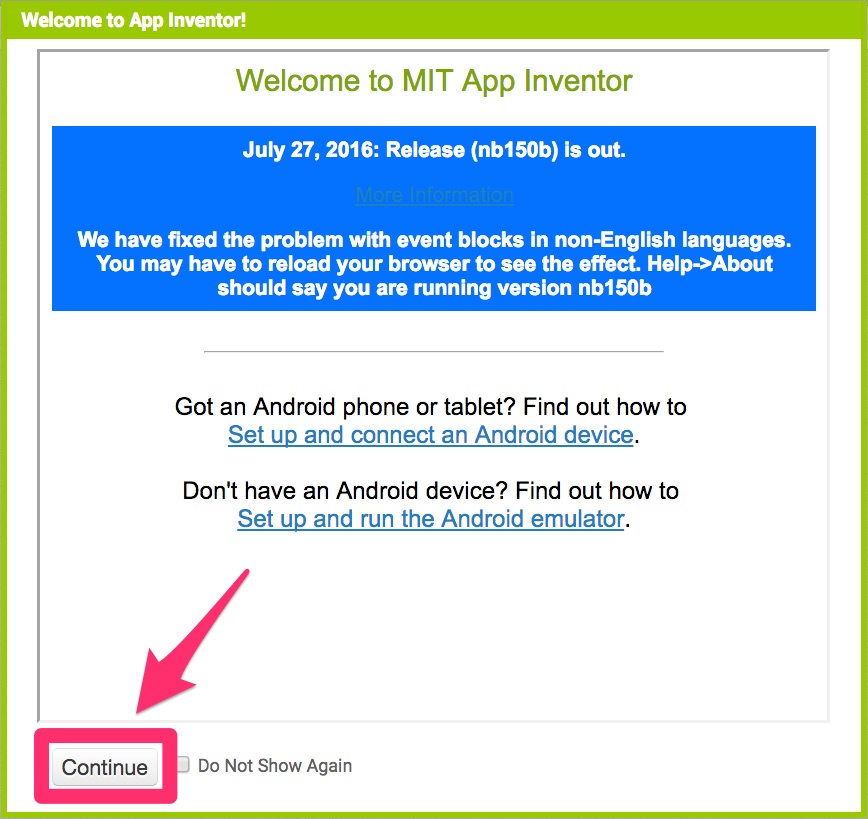 Welcome to App Inventor!
Welcome to MIT App Inventor
July 27, 2016: Release (nb150b) is out.
More Information
We have fixed the problem with event blocks in non-English languages.
You may have to reload your browser to see the effect. Help->About
should say you are running version nb150b
Got an Android phone or tablet? Find out how to
Set up and connect an Android device.
Don't have an Android device? Find out how to
Set up and run the Android emulator.
Continue
Do Not Show Again